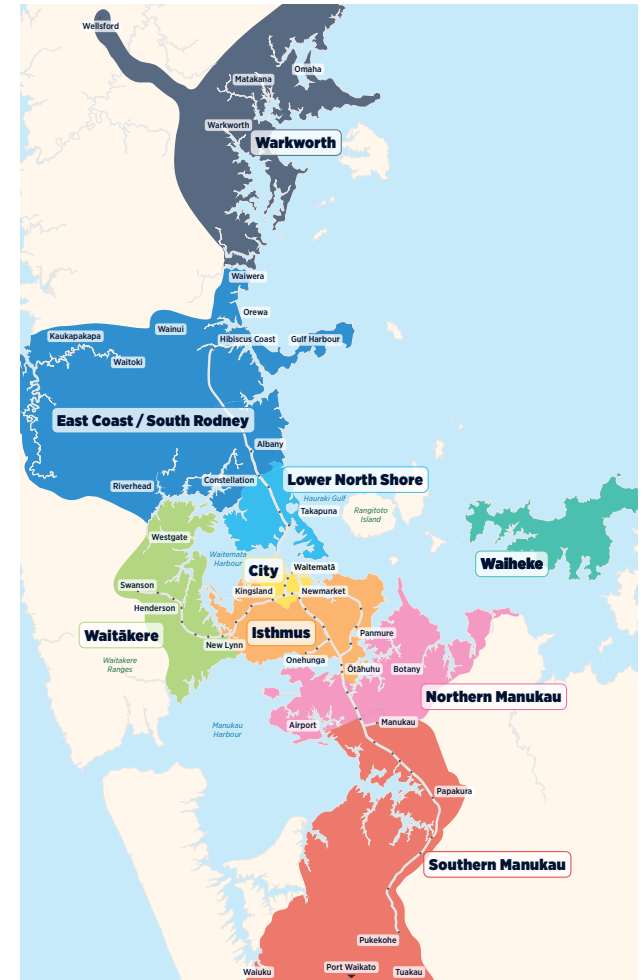 Wellsford
Omaha
Matakana
Warkworth
Warkworth
Waiwera
Orewa
Wainui
Kaukapakapa
Hibiscus Coast
Gulf Harbour
Waitoki
East Coast / South Rodney
Albany
Constellation
Lower North Shore
Riverhead
Hauraki Gulf
Takapuna
Rangitoto
Island
Westgate
Waitemata
Harbour
Waitematā
Waiheke
City
Swanson
Kingsland
Newmarket
Henderson
Waitākere
Isthmus
Panmure
New Lynn
Waitakere
Ranges
Onehunga
Ōtāhuhu
Botany
Northern Manukau
Manukau
Airport
Manukau
Harbour
Papakura
Southern Manukau
Pukekohe
Port Waikato
Waiuku
Tuakau